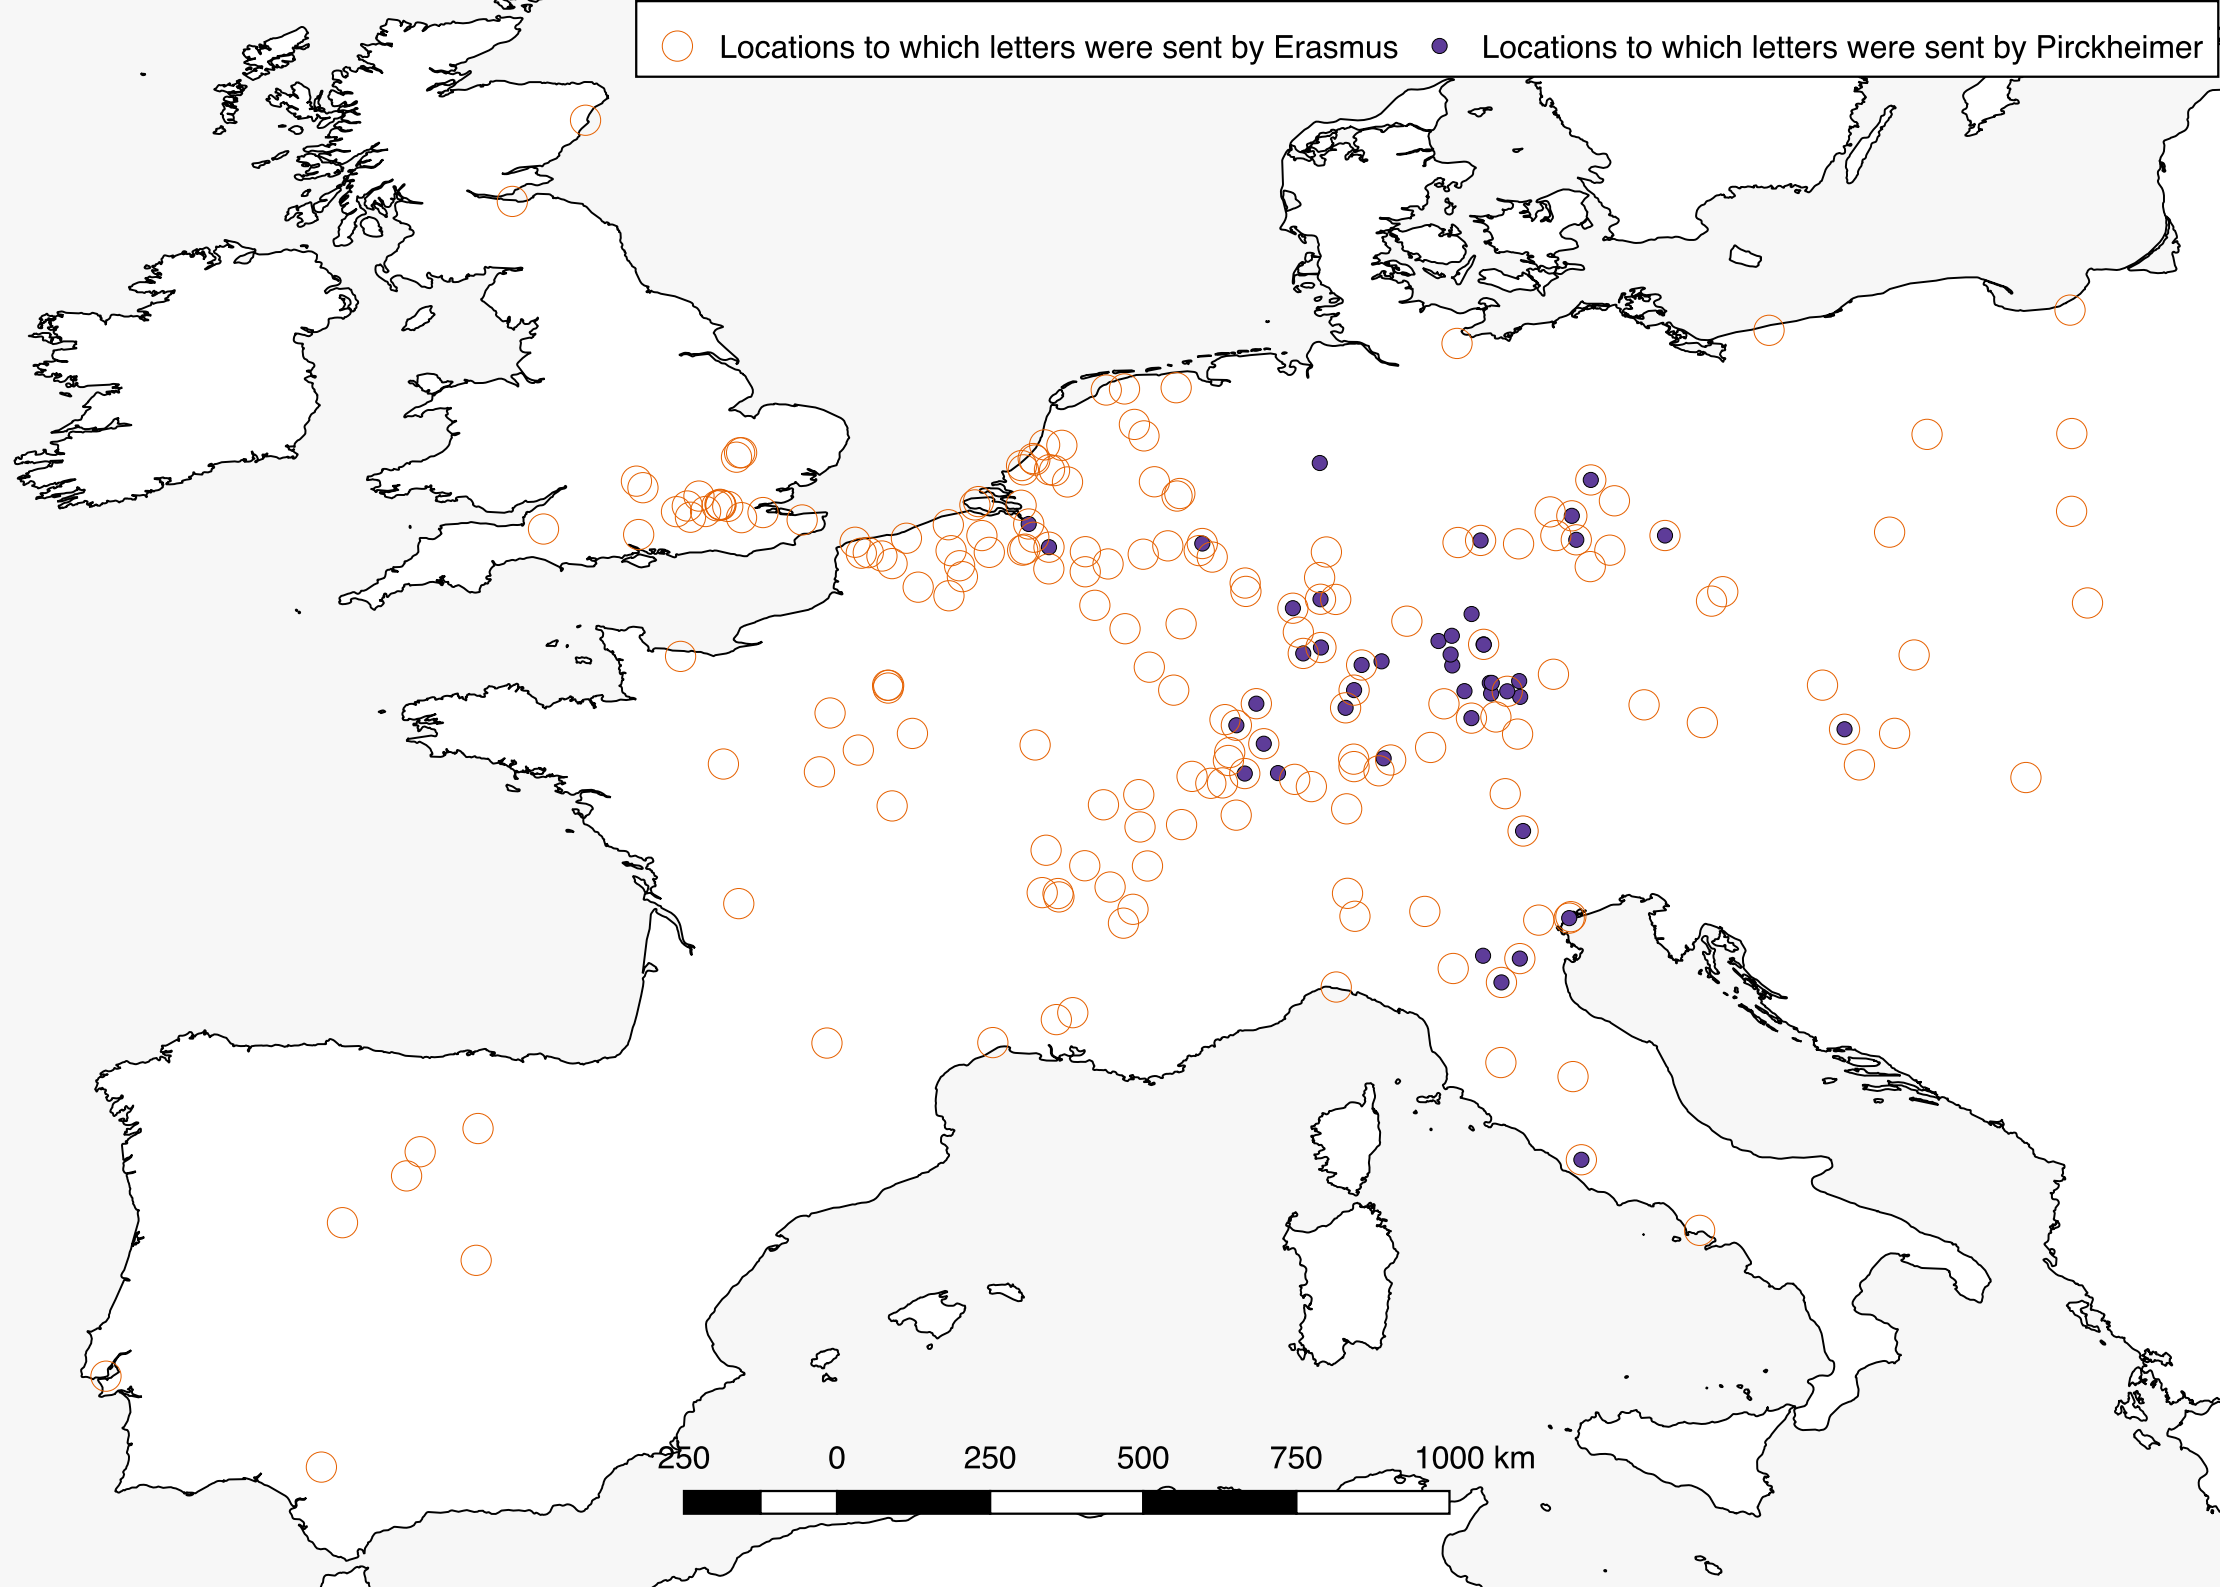 Locations to which letters were sent by Erasmus Locations to which letters were sent by Pirckheimer
250 0 250 500 750 1000 km